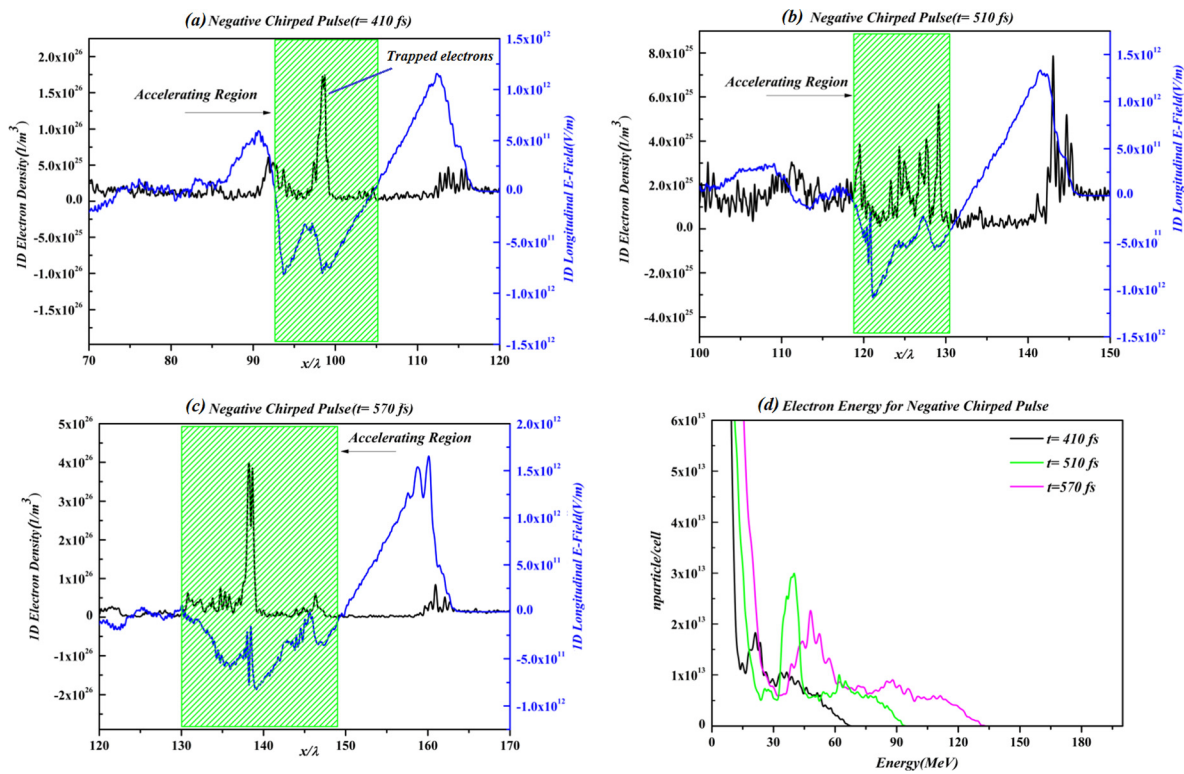 (a) Negative Chirped Pulse(t= 410 fs)
2.0x10^26
1.5x10^26
1.0x10^26
5.0x10^25
0.0
-5.0x10^25
-1.0x10^26
-1.5x10^26
1D Electron Density(1/m^3)
Trapped electrons
Accelerating Region
1.5x10^12
1.0x10^12
5.0x10^11
0.0
-5.0x10^11
-1.0x10^12
-1.5x10^12
1D Longitudinal E-Field(V/m)
70 80 90 100 110 120
x/λ
(b) Negative Chirped Pulse(t= 510 fs)
8.0x10^25
6.0x10^25
4.0x10^25
2.0x10^25
0.0
-2.0x10^25
-4.0x10^25
1D Electron Density(1/m^3)
Accelerating Region
1.5x10^12
1.0x10^12
5.0x10^11
0.0
-5.0x10^11
-1.0x10^12
-1.5x10^12
1D Longitudinal E-Field(V/m)
100 110 120 130 140 150
x/λ
(c) Negative Chirped Pulse(t= 570 fs)
5x10^26
4x10^26
3x10^26
2x10^26
1x10^26
0
-1x10^26
-2x10^26
1D Electron Density(1/m^3)
Accelerating Region
2.0x10^12
1.5x10^12
1.0x10^12
5.0x10^11
0.0
-5.0x10^11
-1.0x10^12
1D Longitudinal E-Field(V/m)
120 130 140 150 160 170
x/λ
(d) Electron Energy for Negative Chirped Pulse
6x10^13
5x10^13
4x10^13
3x10^13
2x10^13
1x10^13
0
nparticle/cell
t= 410 fs
t= 510 fs
t=570 fs
0 30 60 90 120 150 180
Energy(MeV)